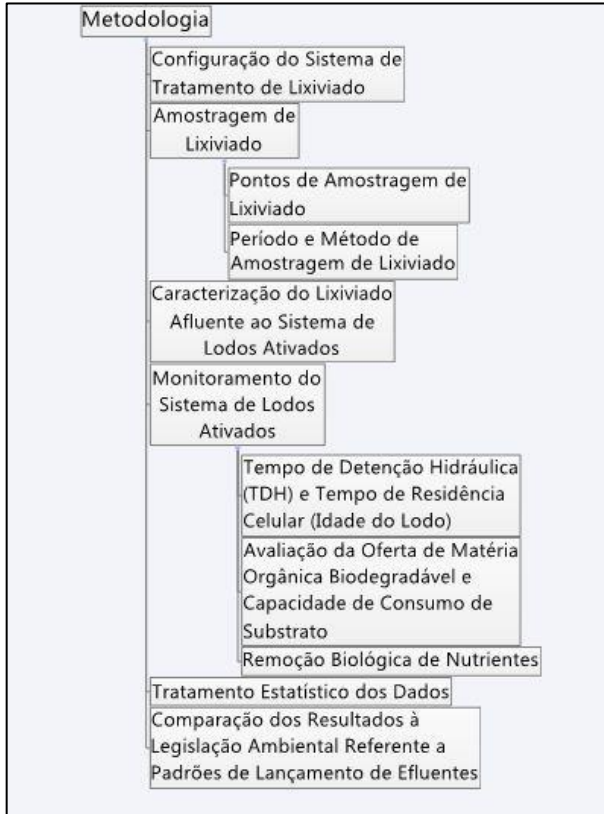 Metodologia
Configuração do Sistema de
Tratamento de Lixiviado
Amostragem de
Lixiviado
Pontos de Amostragem de
Lixiviado
Período e Método de
Amostragem de Lixiviado
Caracterização do Lixiviado
Afluente ao Sistema de
Lodos Ativados
Monitoramento do
Sistema de Lodos
Ativados
Tempo de Detenção Hidráulica
(TDH) e Tempo de Residência
Celular (Idade do Lodo)
Avaliação da Oferta de Matéria
Orgânica Biodegradável e
Capacidade de Consumo de
Substrato
Remoção Biológica de Nutrientes
Tratamento Estatístico dos Dados
Comparação dos Resultados à
Legislação Ambiental Referente a
Padrões de Lançamento de Efluentes